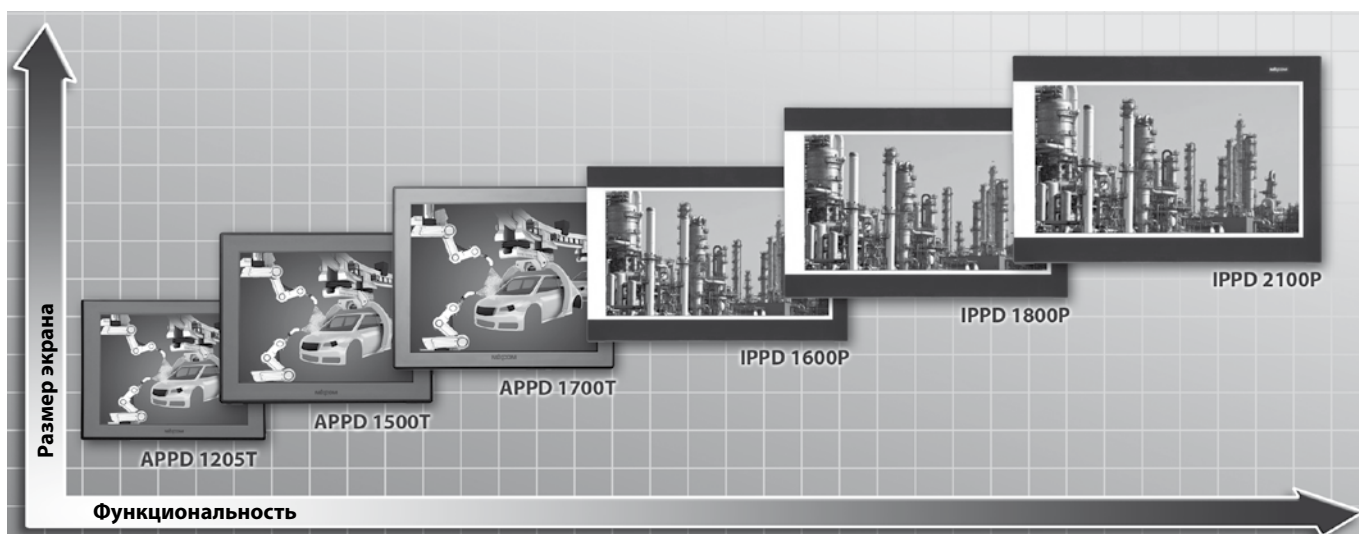 Размер экрана
Функциональность
APPD 1205T
APPD 1500T
APPD 1700T
IPPD 1600P
IPPD 1800P
IPPD 2100P